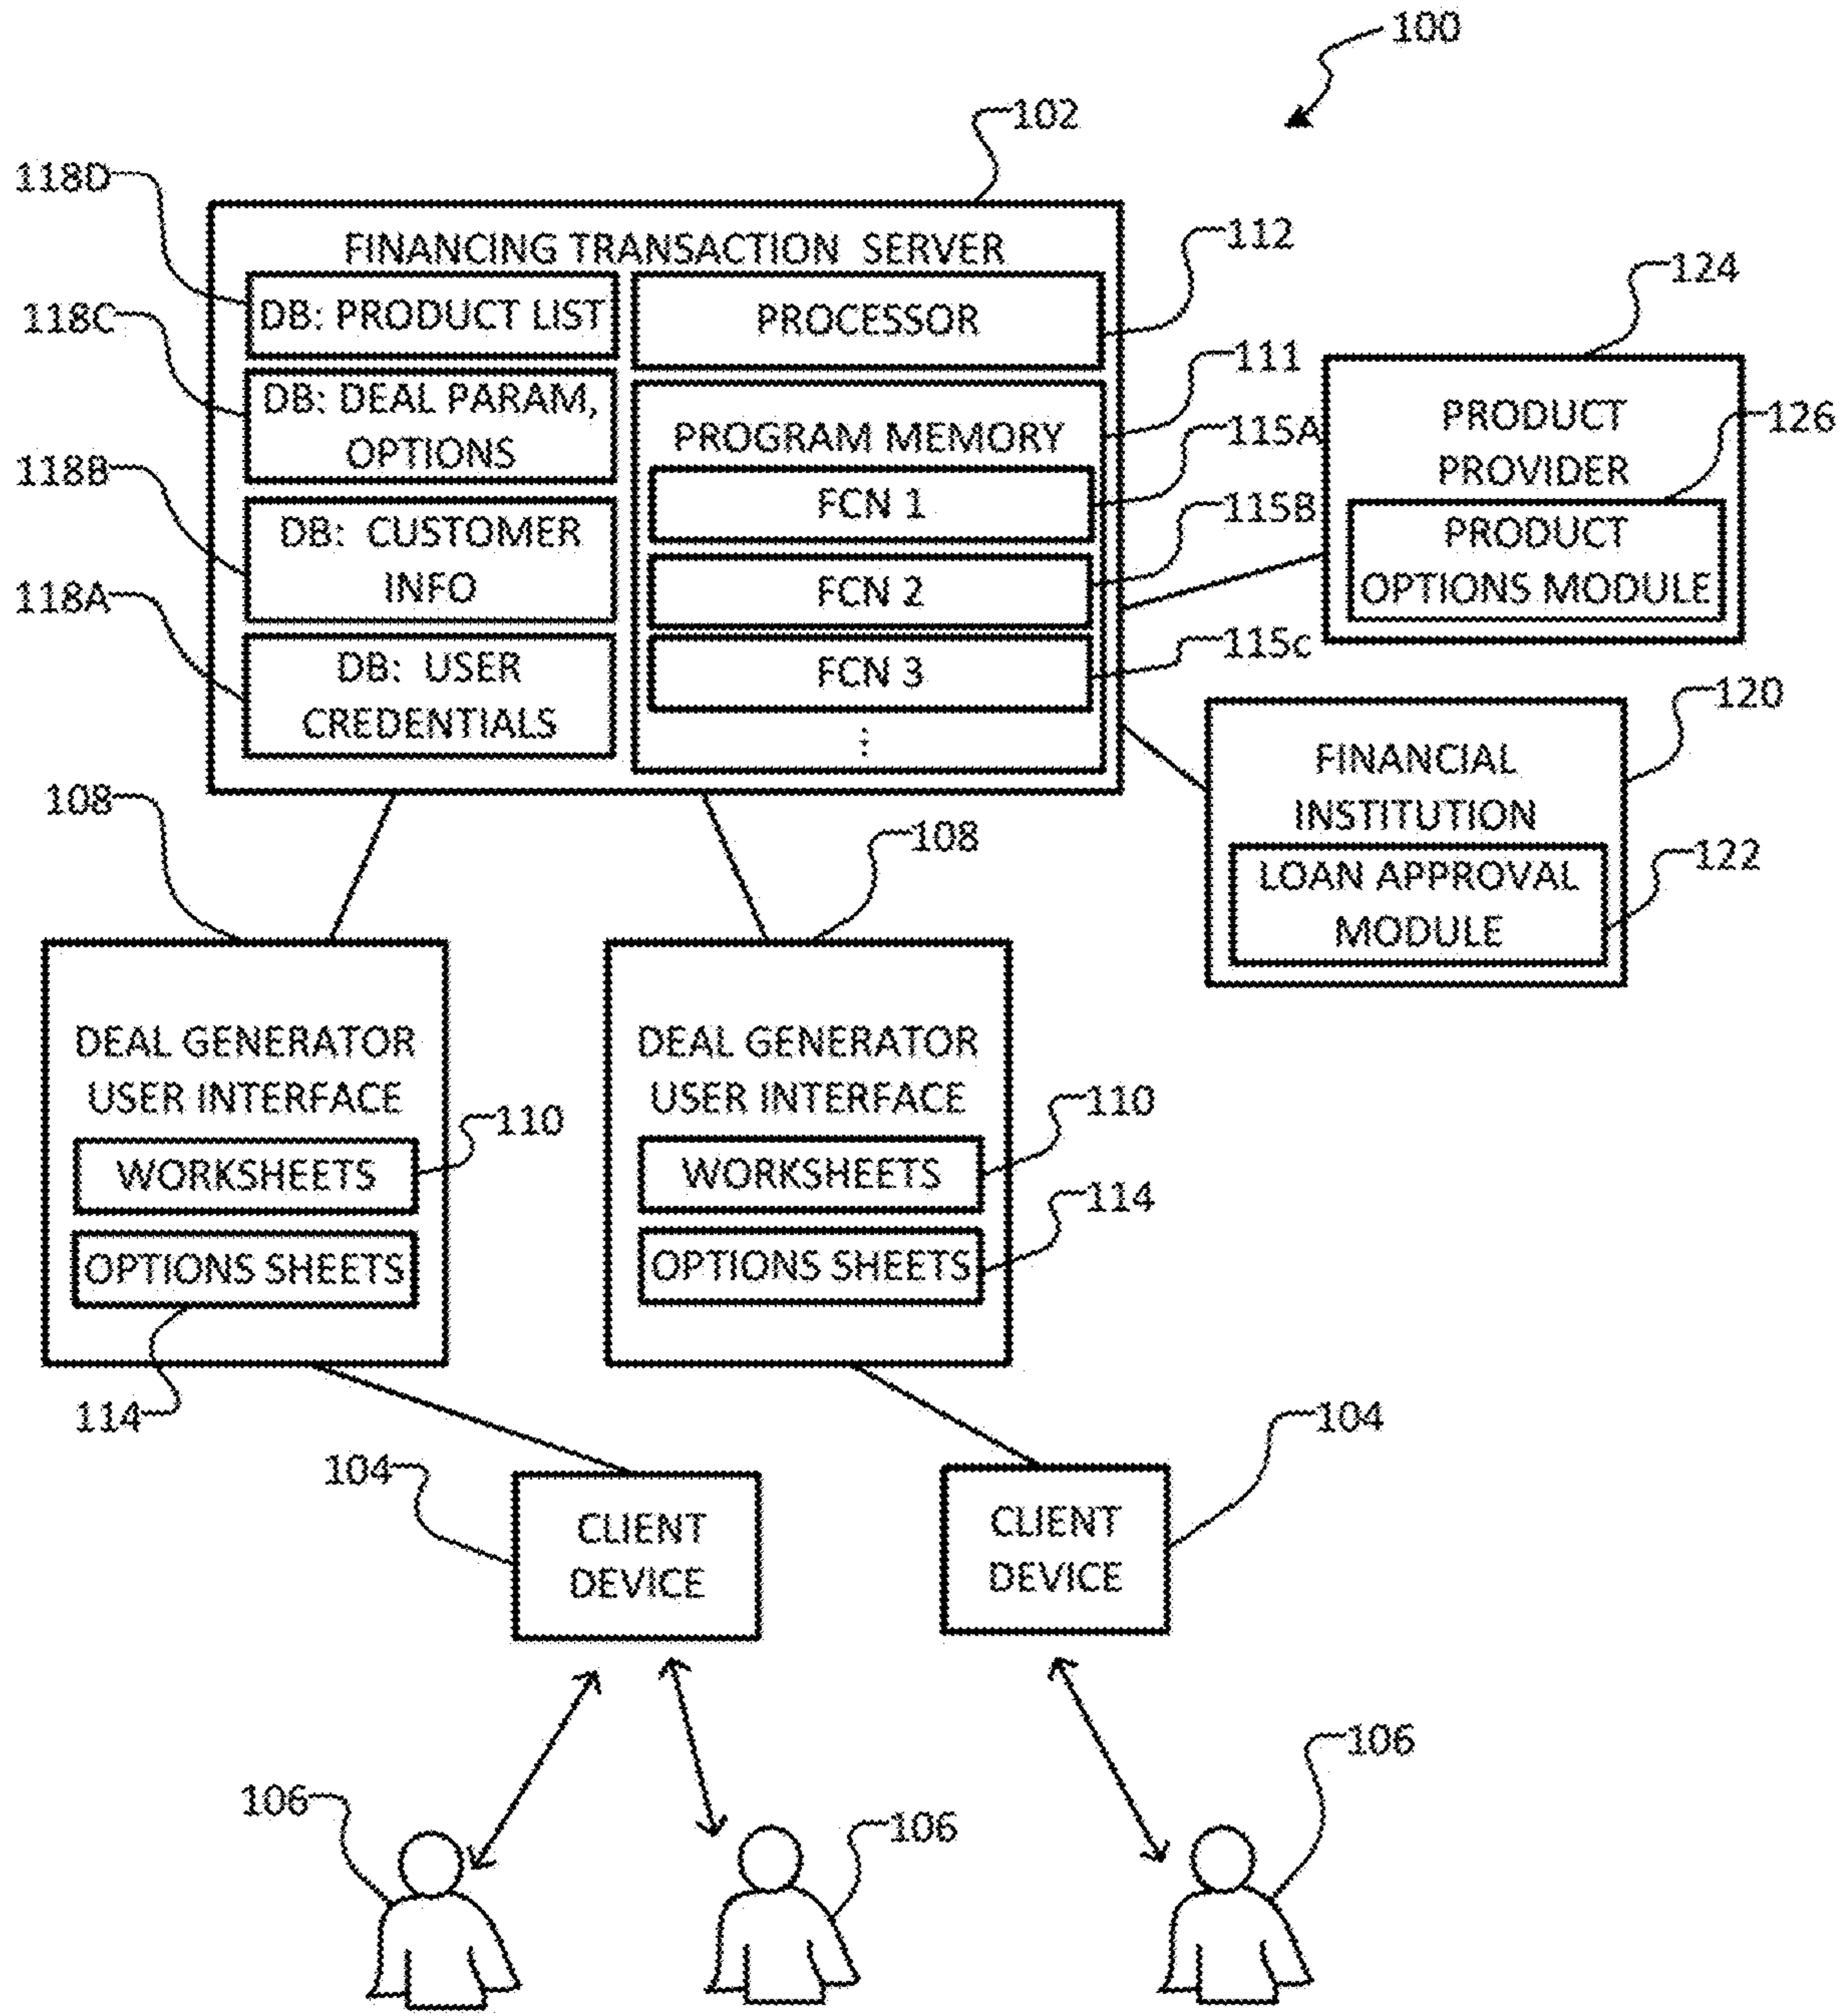 100
102
118D
FINANCING TRANSACTION SERVER
112
124
DB: PRODUCT LIST
PROCESSOR
118C
111
DB: DEAL PARAM,
OPTIONS
PROGRAM MEMORY
115A
PRODUCT
PROVIDER
126
118B
FCN 1
115B
DB: CUSTOMER
INFO
PRODUCT
OPTIONS MODULE
118A
FCN 2
115c
DB: USER
CREDENTIALS
FCN 3
⋮
120
FINANCIAL
INSTITUTION
108
108
LOAN APPROVAL
MODULE
122
DEAL GENERATOR
USER INTERFACE
DEAL GENERATOR
USER INTERFACE
110
110
WORKSHEETS
WORKSHEETS
114
OPTIONS SHEETS
OPTIONS SHEETS
114
104
104
CLIENT
DEVICE
CLIENT
DEVICE
106
106
106